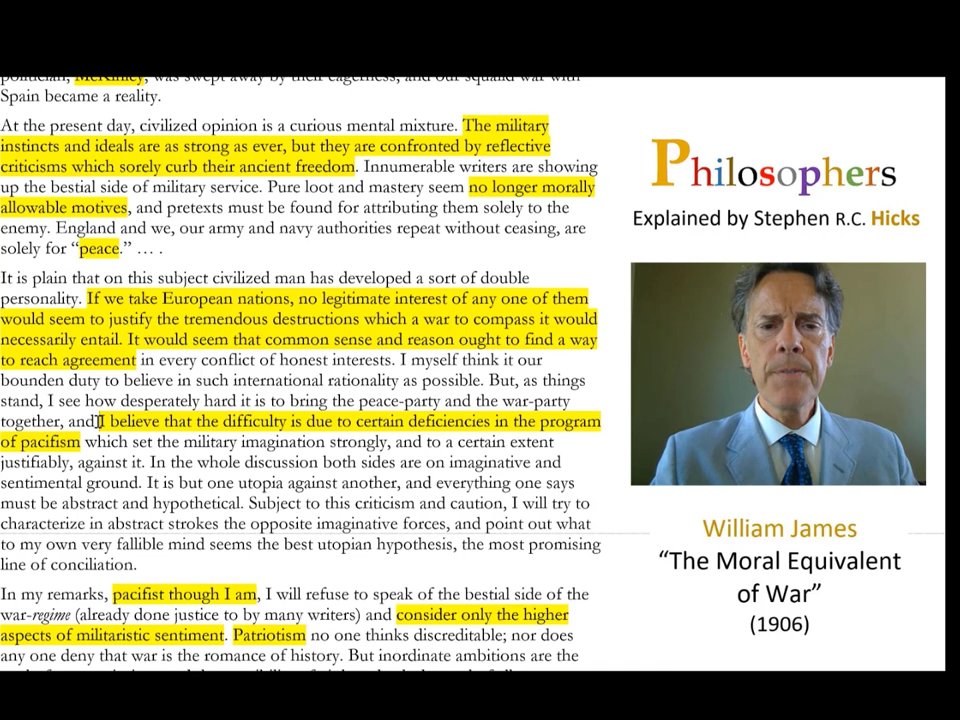 politician, McKinley, was swept away by their eagerness, and our squalid war with
Spain became a reality.
At the present day, civilized opinion is a curious mental mixture. The military
instincts and ideals are as strong as ever, but they are confronted by reflective
criticisms which sorely curb their ancient freedom. Innumerable writers are showing
up the bestial side of military service. Pure loot and mastery seem no longer morally
allowable motives, and pretexts must be found for attributing them solely to the
enemy. England and we, our army and navy authorities repeat without ceasing, are
solely for “peace.” … .
It is plain that on this subject civilized man has developed a sort of double
personality. If we take European nations, no legitimate interest of any one of them
would seem to justify the tremendous destructions which a war to compass it would
necessarily entail. It would seem that common sense and reason ought to find a way
to reach agreement in every conflict of honest interests. I myself think it our
bounden duty to believe in such international rationality as possible. But, as things
stand, I see how desperately hard it is to bring the peace-party and the war-party
together, and I believe that the difficulty is due to certain deficiencies in the program
of pacifism which set the military imagination strongly, and to a certain extent
justifiably, against it. In the whole discussion both sides are on imaginative and
sentimental ground. It is but one utopia against another, and everything one says
must be abstract and hypothetical. Subject to this criticism and caution, I will try to
characterize in abstract strokes the opposite imaginative forces, and point out what
to my own very fallible mind seems the best utopian hypothesis, the most promising
line of conciliation.
In my remarks, pacifist though I am, I will refuse to speak of the bestial side of the
war-regime (already done justice to by many writers) and consider only the higher
aspects of militaristic sentiment. Patriotism no one thinks discreditable; nor does
any one deny that war is the romance of history. But inordinate ambitions are the
Philosophers
Explained by Stephen R.C. Hicks
William James
“The Moral Equivalent
of War”
(1906)